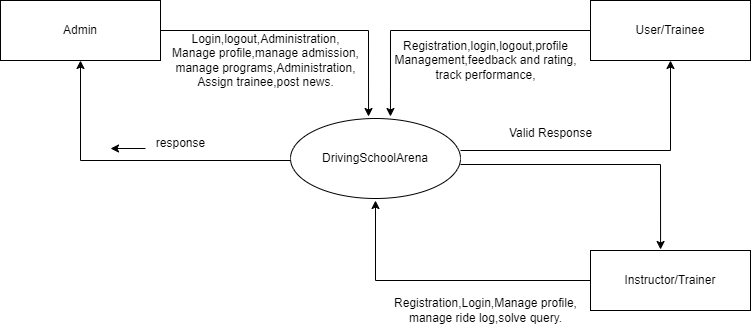 Admin
User/Trainee
Login,logout,Administration,
Manage profile,manage admission,
manage programs,Administration,
Assign trainee,post news.
Registration,login,logout,profile
Management,feedback and rating,
track performance,
response
Valid Response
DrivingSchoolArena
Instructor/Trainer
Registration,Login,Manage profile,
manage ride log,solve query.